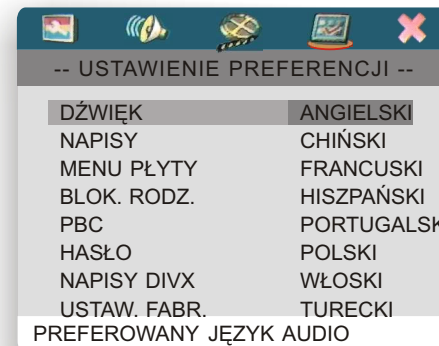 -- USTAWIENIE PREFERENCJI --
DŹWIĘK ANGIELSKI
NAPISY CHIŃSKI
MENU PŁYTY FRANCUSKI
BLOK. RODZ. HISZPAŃSKI
PBC PORTUGALSK
HASŁO POLSKI
NAPISY DIVX WŁOSKI
USTAW. FABR. TURECKI
PREFEROWANY JĘZYK AUDIO